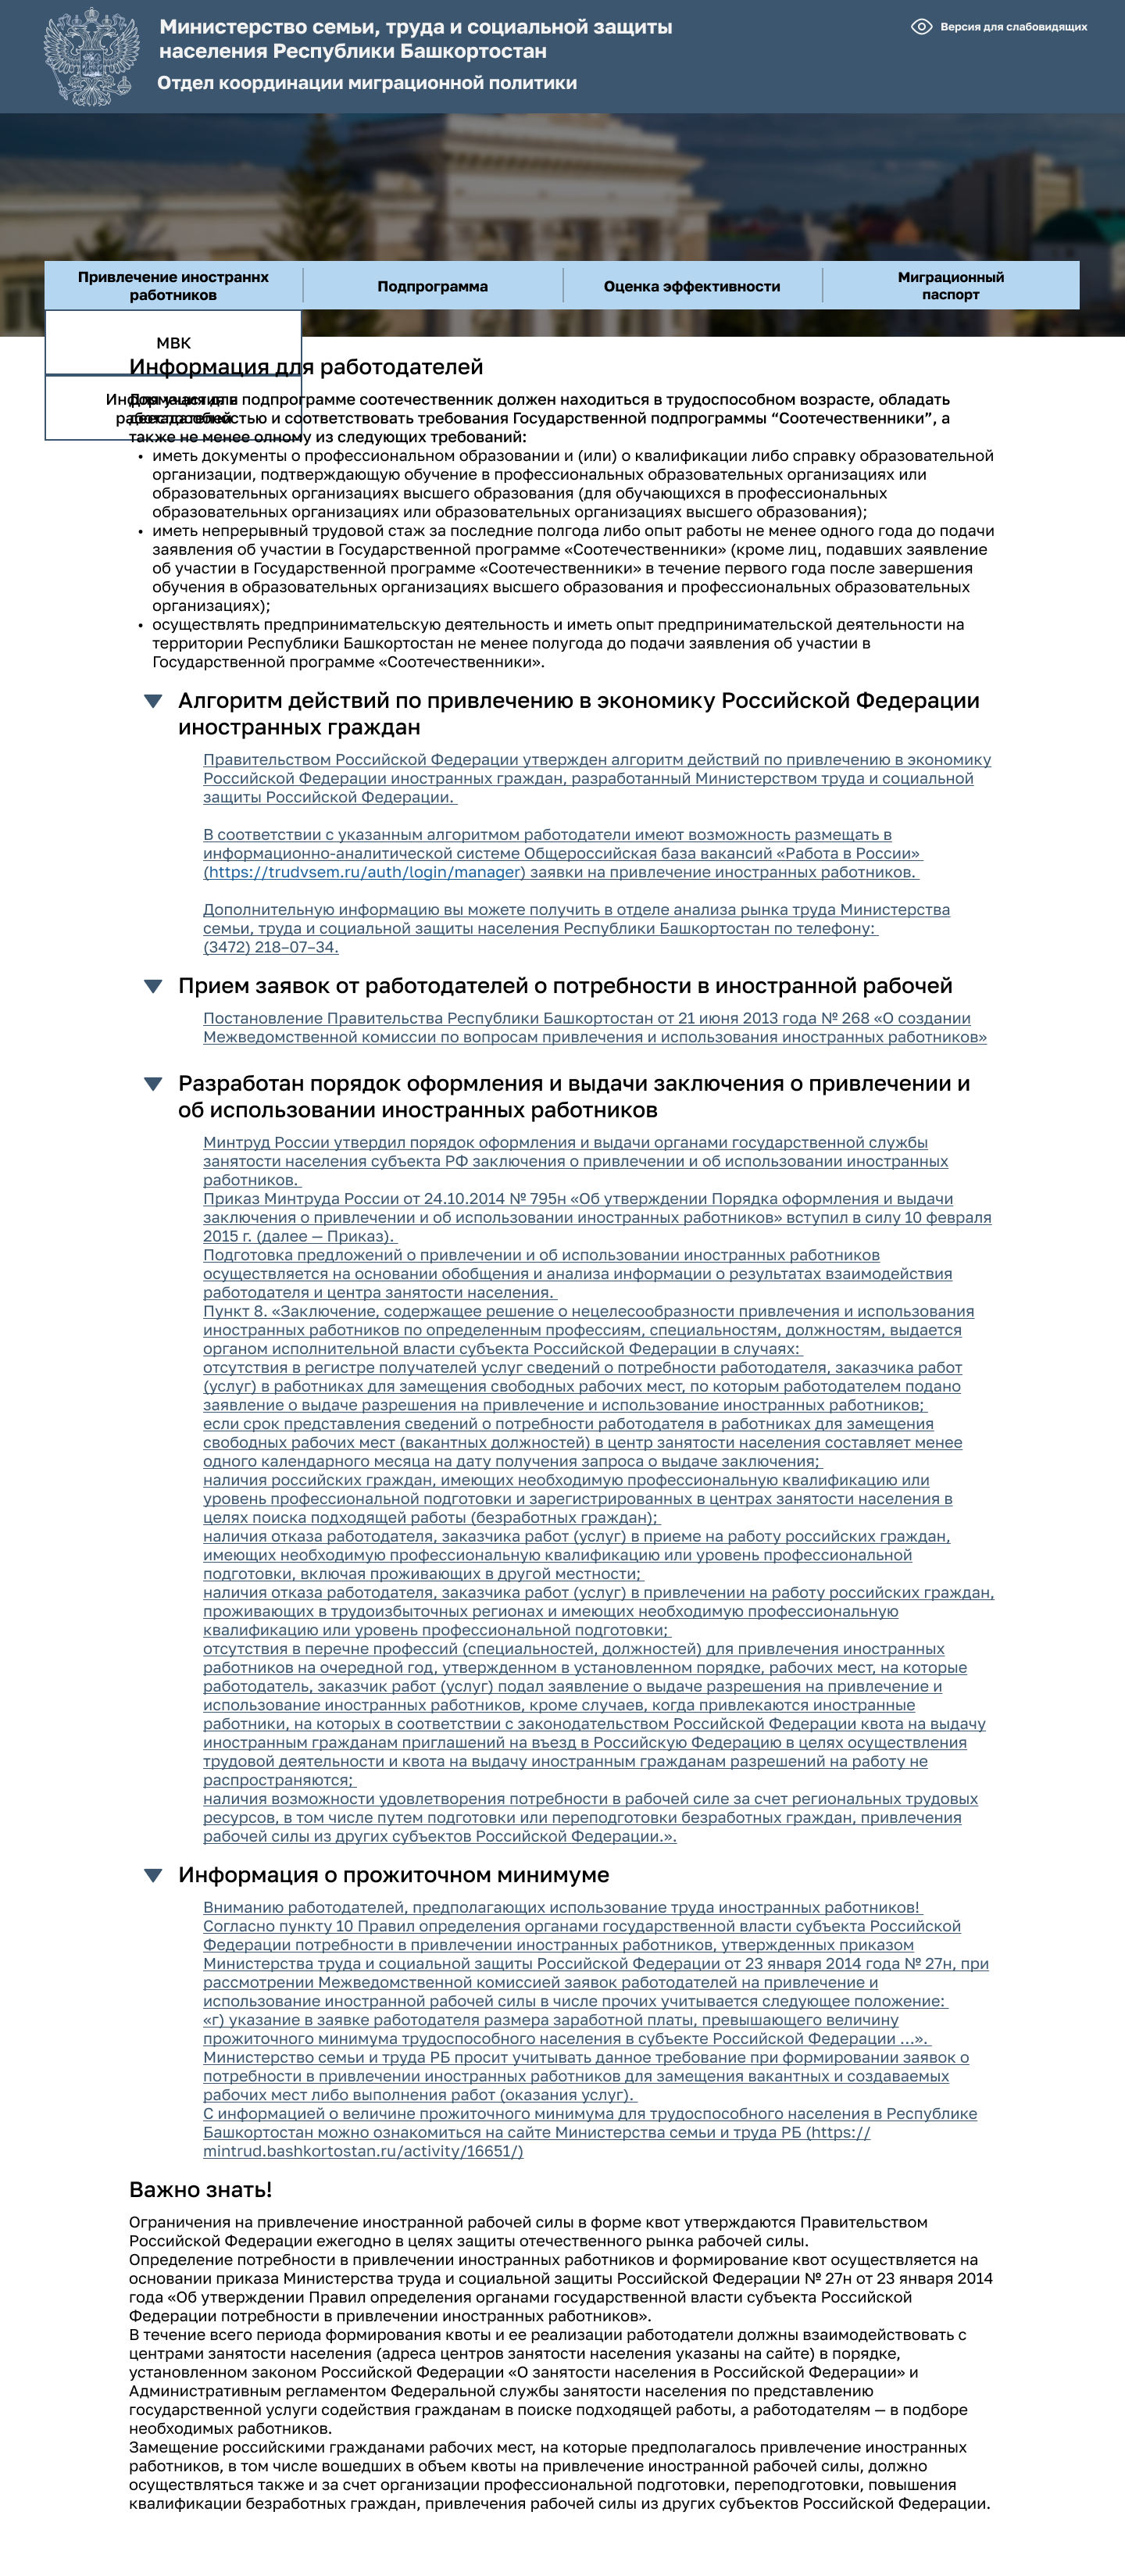 Министерство семьи, труда и социальной защиты
населения Республики Башкортостан
Отдел координации миграционной политики
Версия для слабовидящих
Привлечение иностраннх
работников
Подпрограмма
Оценка эффективности
Миграционный
паспорт
МВК
Информация для работодателей
Информация для
работодателей
Для участия в подпрограмме соотечественник должен находиться в трудоспособном возрасте, обладать
дееспособностью и соответствовать требования Государственной подпрограммы “Соотечественники”, а
также не менее олному из следующих требований:
• иметь документы о профессиональном образовании и (или) о квалификации либо справку образовательной
организации, подтверждающую обучение в профессиональных образовательных организациях или
образовательных организациях высшего образования (для обучающихся в профессиональных
образовательных организациях или образовательных организациях высшего образования);
• иметь непрерывный трудовой стаж за последние полгода либо опыт работы не менее одного года до подачи
заявления об участии в Государственной программе «Соотечественники» (кроме лиц, подавших заявление
об участии в Государственной программе «Соотечественники» в течение первого года после завершения
обучения в образовательных организациях высшего образования и профессиональных образовательных
организациях);
• осуществлять предпринимательскую деятельность и иметь опыт предпринимательской деятельности на
территории Республики Башкортостан не менее полугода до подачи заявления об участии в
Государственной программе «Соотечественники».
Алгоритм действий по привлечению в экономику Российской Федерации
иностранных граждан
Правительством Российской Федерации утвержден алгоритм действий по привлечению в экономику
Российской Федерации иностранных граждан, разработанный Министерством труда и социальной
защиты Российской Федерации.
В соответствии с указанным алгоритмом работодатели имеют возможность размещать в
информационно-аналитической системе Общероссийская база вакансий «Работа в России»
(https://trudvsem.ru/auth/login/manager) заявки на привлечение иностранных работников.
Дополнительную информацию вы можете получить в отделе анализа рынка труда Министерства
семьи, труда и социальной защиты населения Республики Башкортостан по телефону:
(3472) 218–07–34.
Прием заявок от работодателей о потребности в иностранной рабочей
Постановление Правительства Республики Башкортостан от 21 июня 2013 года № 268 «О создании
Межведомственной комиссии по вопросам привлечения и использования иностранных работников»
Разработан порядок оформления и выдачи заключения о привлечении и
об использовании иностранных работников
Минтруд России утвердил порядок оформления и выдачи органами государственной службы
занятости населения субъекта РФ заключения о привлечении и об использовании иностранных
работников.
Приказ Минтруда России от 24.10.2014 № 795н «Об утверждении Порядка оформления и выдачи
заключения о привлечении и об использовании иностранных работников» вступил в силу 10 февраля
2015 г. (далее — Приказ).
Подготовка предложений о привлечении и об использовании иностранных работников
осуществляется на основании обобщения и анализа информации о результатах взаимодействия
работодателя и центра занятости населения.
Пункт 8. «Заключение, содержащее решение о нецелесообразности привлечения и использования
иностранных работников по определенным профессиям, специальностям, должностям, выдается
органом исполнительной власти субъекта Российской Федерации в случаях:
отсутствия в регистре получателей услуг сведений о потребности работодателя, заказчика работ
(услуг) в работниках для замещения свободных рабочих мест, по которым работодателем подано
заявление о выдаче разрешения на привлечение и использование иностранных работников;
если срок представления сведений о потребности работодателя в работниках для замещения
свободных рабочих мест (вакантных должностей) в центр занятости населения составляет менее
одного календарного месяца на дату получения запроса о выдаче заключения;
наличия российских граждан, имеющих необходимую профессиональную квалификацию или
уровень профессиональной подготовки и зарегистрированных в центрах занятости населения в
целях поиска подходящей работы (безработных граждан);
наличия отказа работодателя, заказчика работ (услуг) в приеме на работу российских граждан,
имеющих необходимую профессиональную квалификацию или уровень профессиональной
подготовки, включая проживающих в другой местности;
наличия отказа работодателя, заказчика работ (услуг) в привлечении на работу российских граждан,
проживающих в трудоизбыточных регионах и имеющих необходимую профессиональную
квалификацию или уровень профессиональной подготовки;
отсутствия в перечне профессий (специальностей, должностей) для привлечения иностранных
работников на очередной год, утвержденном в установленном порядке, рабочих мест, на которые
работодатель, заказчик работ (услуг) подал заявление о выдаче разрешения на привлечение и
использование иностранных работников, кроме случаев, когда привлекаются иностранные
работники, на которых в соответствии с законодательством Российской Федерации квота на выдачу
иностранным гражданам приглашений на въезд в Российскую Федерацию в целях осуществления
трудовой деятельности и квота на выдачу иностранным гражданам разрешений на работу не
распространяются;
наличия возможности удовлетворения потребности в рабочей силе за счет региональных трудовых
ресурсов, в том числе путем подготовки или переподготовки безработных граждан, привлечения
рабочей силы из других субъектов Российской Федерации.».
Информация о прожиточном минимуме
Вниманию работодателей, предполагающих использование труда иностранных работников!
Согласно пункту 10 Правил определения органами государственной власти субъекта Российской
Федерации потребности в привлечении иностранных работников, утвержденных приказом
Министерства труда и социальной защиты Российской Федерации от 23 января 2014 года № 27н, при
рассмотрении Межведомственной комиссией заявок работодателей на привлечение и
использование иностранной рабочей силы в числе прочих учитывается следующее положение:
«г) указание в заявке работодателя размера заработной платы, превышающего величину
прожиточного минимума трудоспособного населения в субъекте Российской Федерации ...».
Министерство семьи и труда РБ просит учитывать данное требование при формировании заявок о
потребности в привлечении иностранных работников для замещения вакантных и создаваемых
рабочих мест либо выполнения работ (оказания услуг).
С информацией о величине прожиточного минимума для трудоспособного населения в Республике
Башкортостан можно ознакомиться на сайте Министерства семьи и труда РБ (https://
mintrud.bashkortostan.ru/activity/16651/)
Важно знать!
Ограничения на привлечение иностранной рабочей силы в форме квот утверждаются Правительством
Российской Федерации ежегодно в целях защиты отечественного рынка рабочей силы.
Определение потребности в привлечении иностранных работников и формирование квот осуществляется на
основании приказа Министерства труда и социальной защиты Российской Федерации № 27н от 23 января 2014
года «Об утверждении Правил определения органами государственной власти субъекта Российской
Федерации потребности в привлечении иностранных работников».
В течение всего периода формирования квоты и ее реализации работодатели должны взаимодействовать с
центрами занятости населения (адреса центров занятости населения указаны на сайте) в порядке,
установленном законом Российской Федерации «О занятости населения в Российской Федерации» и
Административным регламентом Федеральной службы занятости населения по представлению
государственной услуги содействия гражданам в поиске подходящей работы, а работодателям — в подборе
необходимых работников.
Замещение российскими гражданами рабочих мест, на которые предполагалось привлечение иностранных
работников, в том числе вошедших в объем квоты на привлечение иностранной рабочей силы, должно
осуществляться также и за счет организации профессиональной подготовки, переподготовки, повышения
квалификации безработных граждан, привлечения рабочей силы из других субъектов Российской Федерации.